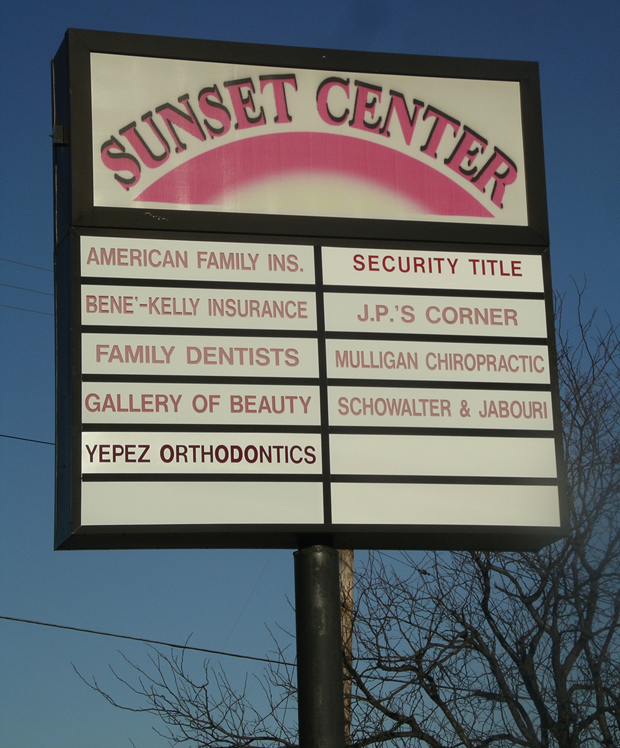 SUNSET CENTER
AMERICAN FAMILY INS.
BENE'-KELLY INSURANCE
FAMILY DENTISTS
GALLERY OF BEAUTY
YEPEZ ORTHODONTICS
SECURITY TITLE
J.P.'S CORNER
MULLIGAN CHIROPRACTIC
SCHOWALTER & JABOURI